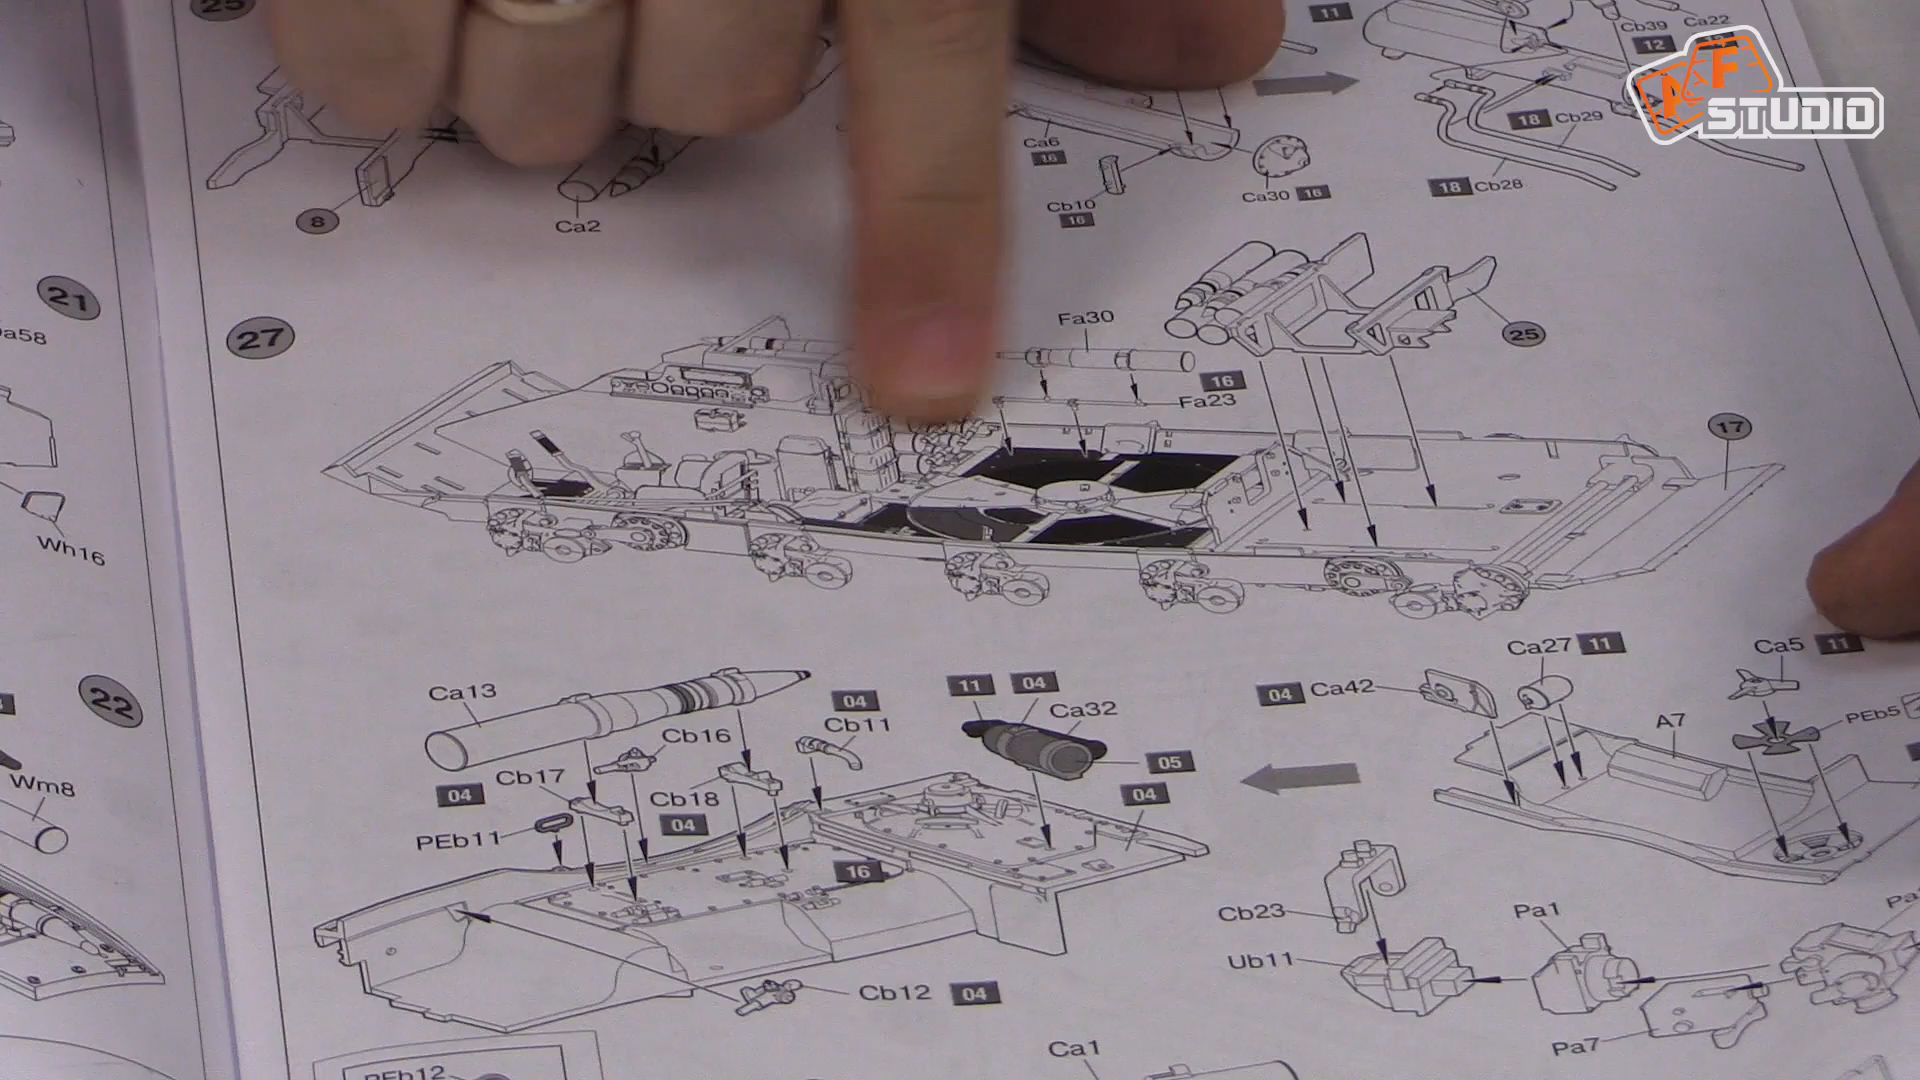 25
11
Cb39
Ca22
12
AF
STUDIO
18
Cb29
Ca6
16
18
Cb28
Ca30
16
Cb10
16
8
Ca2
21
27
Fa30
25
16
Fa23
17
Wh16
22
Ca13
04
Cb11
11
04
Ca32
04
Ca42
Ca27
11
Ca5
11
A7
PEb5
Cb16
Cb17
04
Cb18
04
05
04
PEb11
Wm8
16
Cb23
Pa1
Ub11
Cb12
04
Pa7
Ca1
PEb12